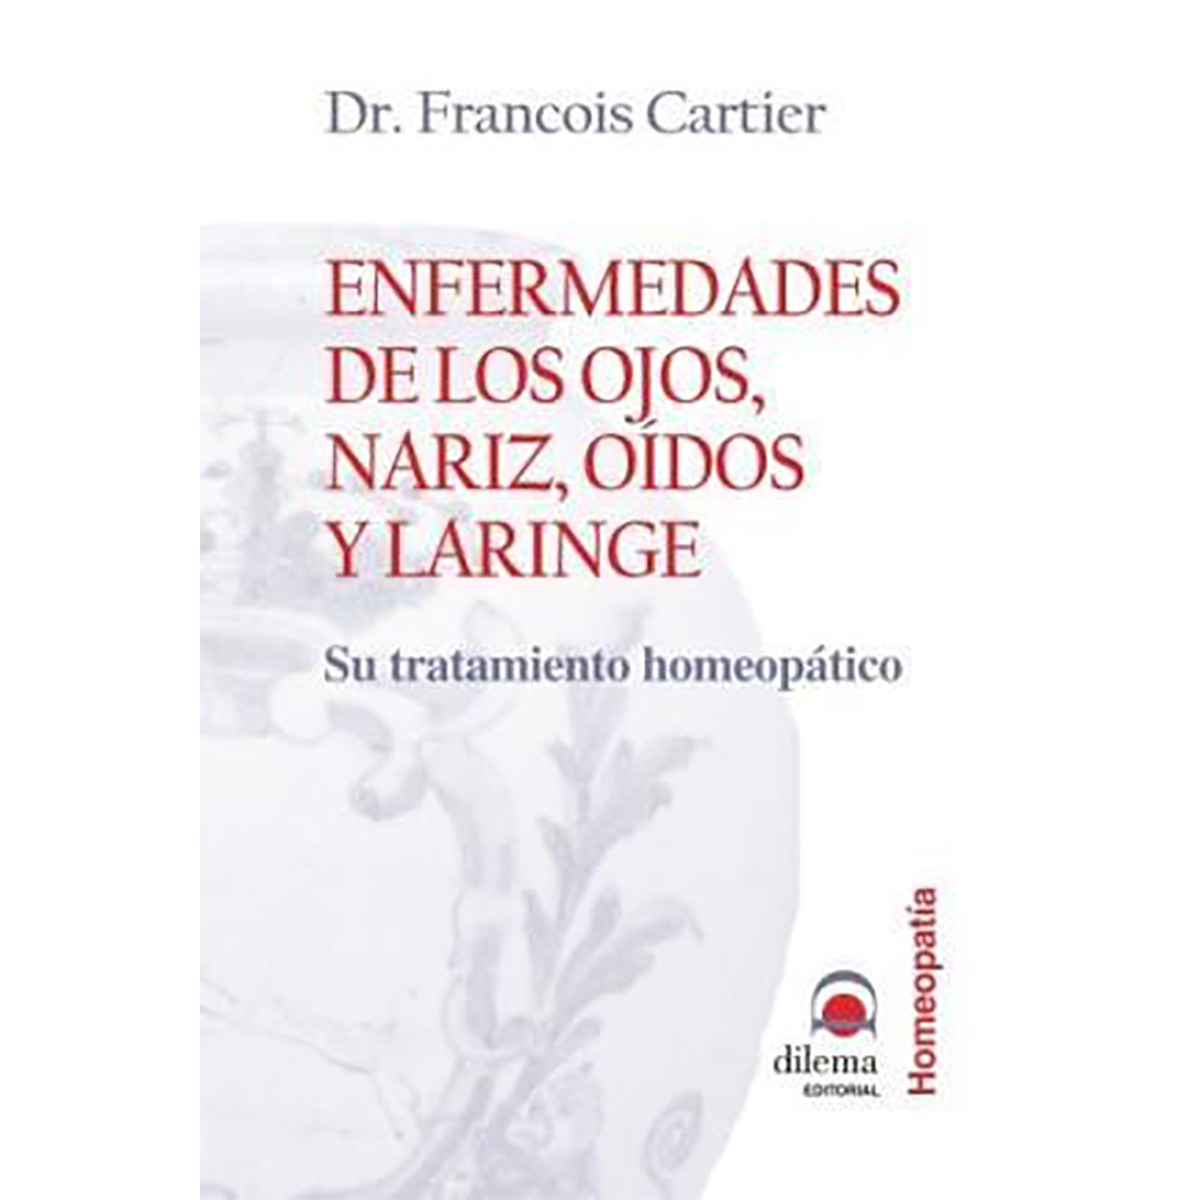 Dr. Francois Cartier
ENFERMEDADES
DE LOS OJOS,
NARIZ, OÍDOS
Y LARINGE
Su tratamiento homeopático
Homeopatía
dilema
EDITORIAL